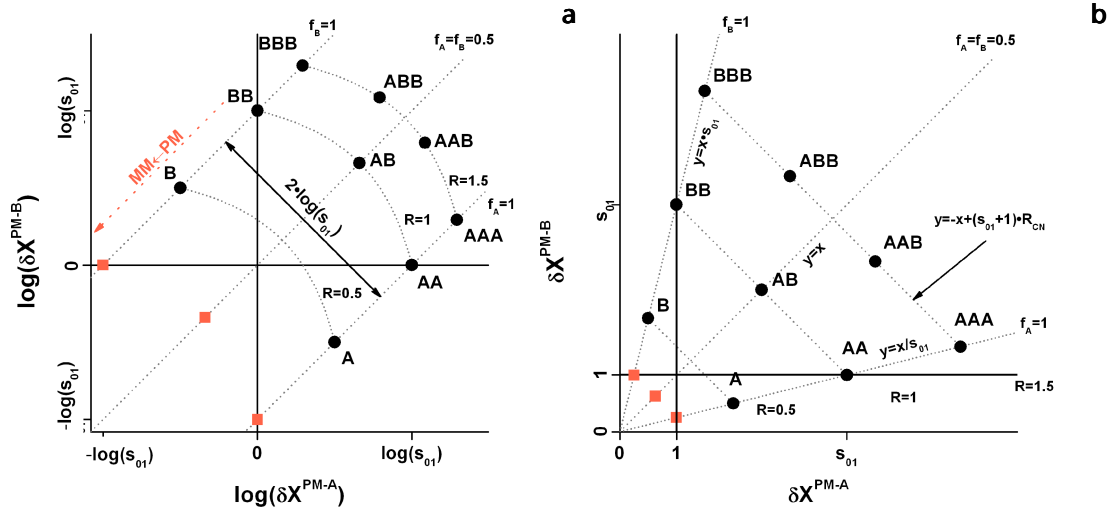 a
f_B=1
f_A=f_B=0.5
BBB
ABB
BB
AB
AAB
B
R=1.5
R=1
f_A=1
AAA
AA
R=0.5
A
MM←PM
2•log(s_01)
log(s_01)
0
-log(s_01)
log(δX^PM-B)
-log(s_01)
0
log(s_01)
log(δX^PM-A)
b
f_B=1
f_A=f_B=0.5
BBB
y=x•s_01
ABB
BB
y=-x+(s_01+1)•R_CN
y=x
AAB
AB
B
AAA
f_A=1
AA
y=x/s_01
A
R=0.5
R=1
R=1.5
s_01
1
0
δX^PM-B
0
1
s_01
δX^PM-A